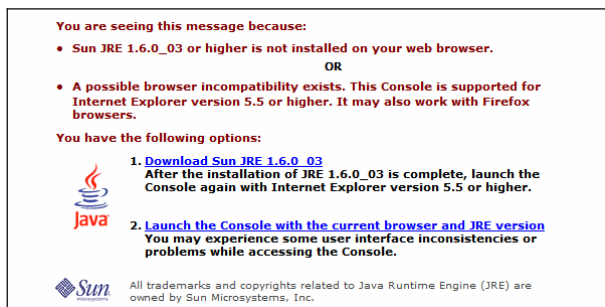 You are seeing this message because:
• Sun JRE 1.6.0_03 or higher is not installed on your web browser.
OR
• A possible browser incompatibility exists. This Console is supported for
Internet Explorer version 5.5 or higher. It may also work with Firefox
browsers.
You have the following options:
1. Download Sun JRE 1.6.0_03
After the installation of JRE 1.6.0_03 is complete, launch the
Console again with Internet Explorer version 5.5 or higher.
Java
2. Launch the Console with the current browser and JRE version
You may experience some user interface inconsistencies or
problems while accessing the Console.
Sun
microsystems
All trademarks and copyrights related to Java Runtime Engine (JRE) are
owned by Sun Microsystems, Inc.